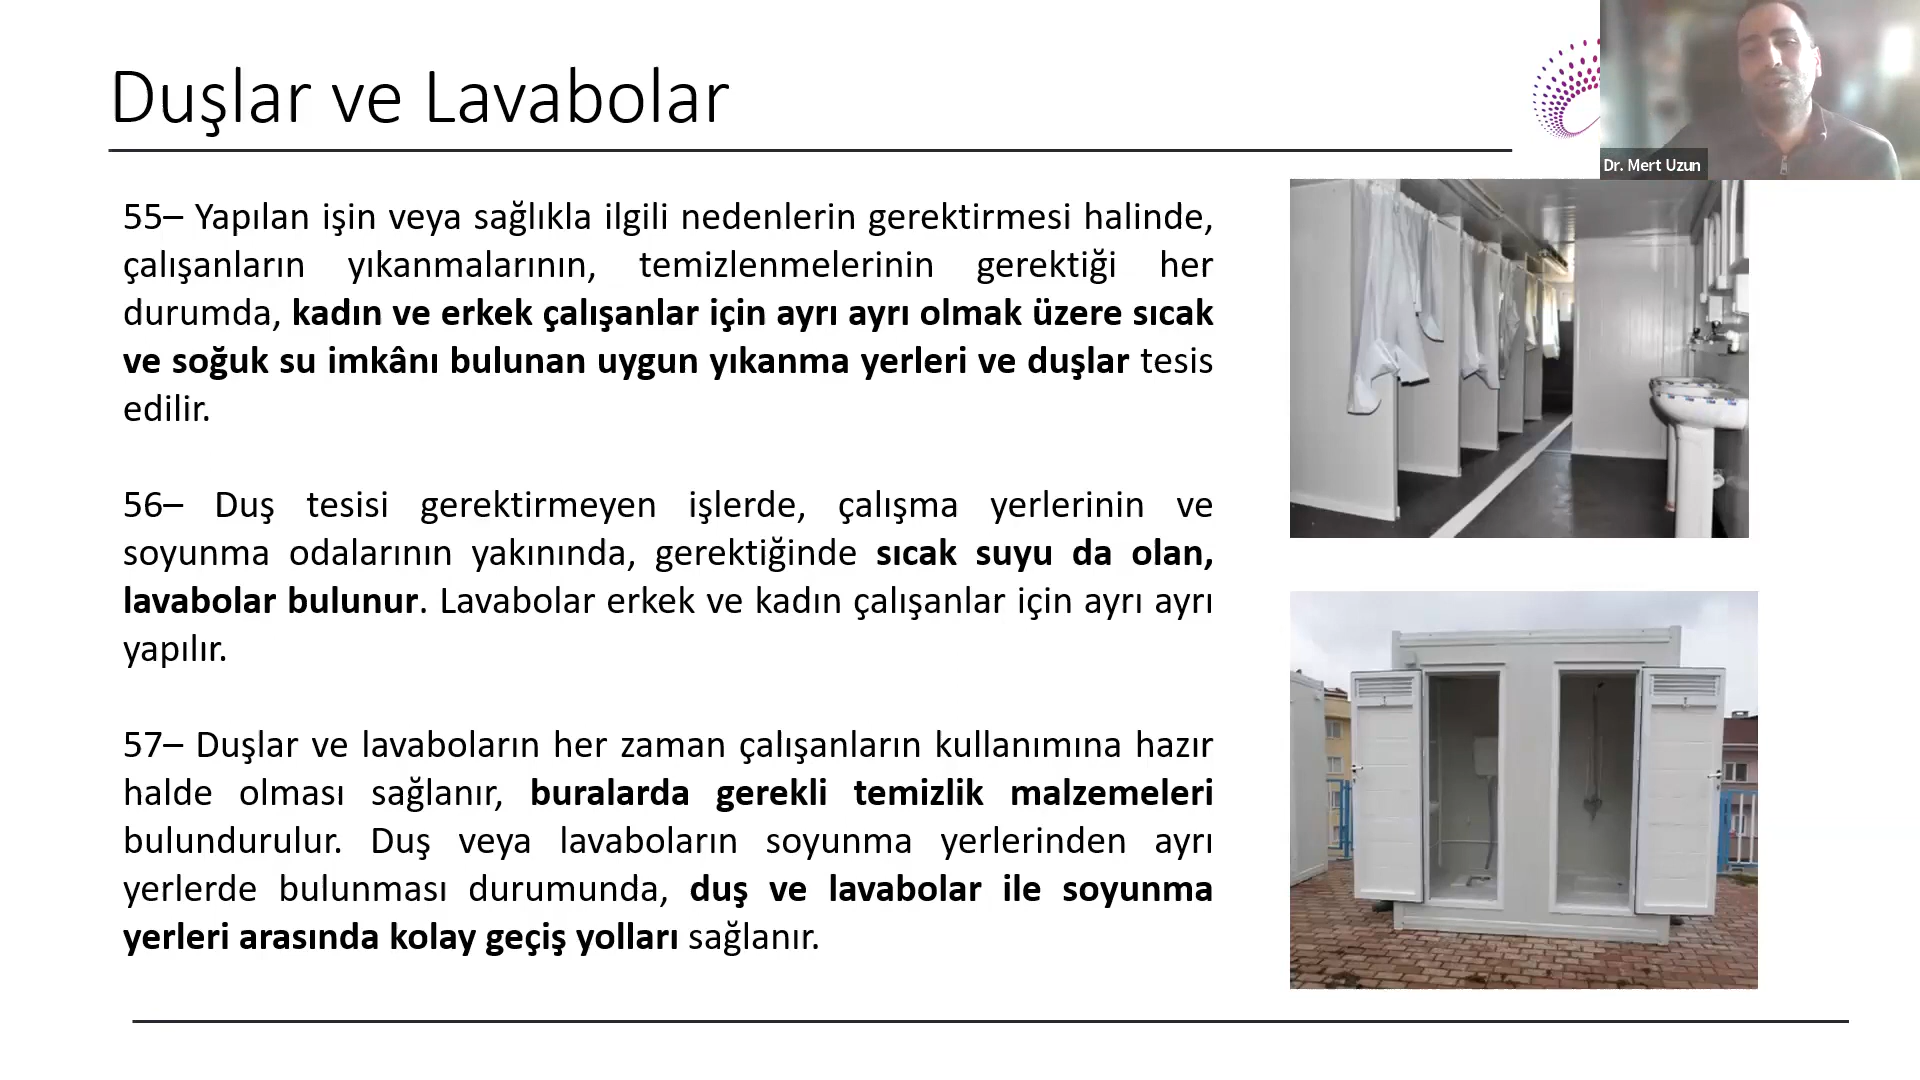 Duşlar ve Lavabolar
Dr. Mert Uzun
55– Yapılan işin veya sağlıkla ilgili nedenlerin gerektirmesi halinde,
çalışanların yıkanmalarının, temizlenmelerinin gerektiği her
durumda, kadın ve erkek çalışanlar için ayrı ayrı olmak üzere sıcak
ve soğuk su imkânı bulunan uygun yıkanma yerleri ve duşlar tesis
edilir.
56– Duş tesisi gerektirmeyen işlerde, çalışma yerlerinin ve
soyunma odalarının yakınında, gerektiğinde sıcak suyu da olan,
lavabolar bulunur. Lavabolar erkek ve kadın çalışanlar için ayrı ayrı
yapılır.
57– Duşlar ve lavaboların her zaman çalışanların kullanımına hazır
halde olması sağlanır, buralarda gerekli temizlik malzemeleri
bulundurulur. Duş veya lavaboların soyunma yerlerinden ayrı
yerlerde bulunması durumunda, duş ve lavabolar ile soyunma
yerleri arasında kolay geçiş yolları sağlanır.